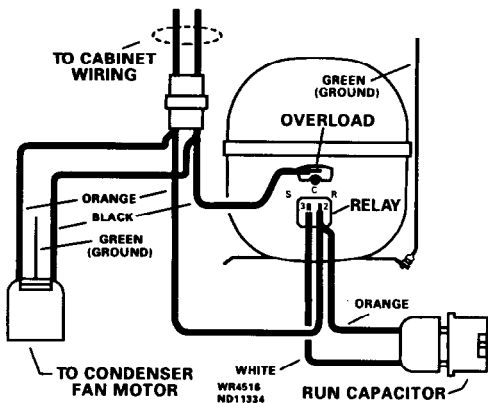 TO CABINET
WIRING
GREEN
(GROUND)
OVERLOAD
S
C
R
3
2
RELAY
ORANGE
BLACK
GREEN
(GROUND)
ORANGE
TO CONDENSER
FAN MOTOR
WHITE
WR4516
ND11334
RUN CAPACITOR